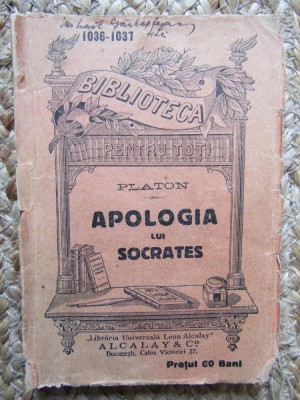 Mihail
1036-1037
BIBLIOTECA
PENTRU TOȚI
PLATON
APOLOGIA
LUI
SOCRATES
„Librăria Universală Leon Alcalay"
ALCALAY & Co
București, Calea Victoriei 37.
Prețul 60 Bani